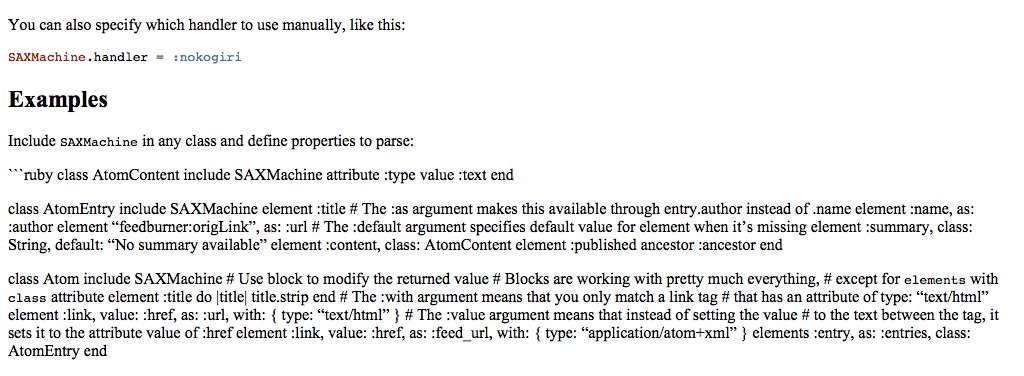 You can also specify which handler to use manually, like this:
SAXMachine.handler = :nokogiri
Examples
Include SAXMachine in any class and define properties to parse:
```ruby class AtomContent include SAXMachine attribute :type value :text end
class AtomEntry include SAXMachine element :title # The :as argument makes this available through entry.author instead of .name element :name, as:
:author element “feedburner:origLink”, as: :url # The :default argument specifies default value for element when it’s missing element :summary, class:
String, default: “No summary available” element :content, class: AtomContent element :published ancestor :ancestor end
class Atom include SAXMachine # Use block to modify the returned value # Blocks are working with pretty much everything, # except for elements with
class attribute element :title do |title| title.strip end # The :with argument means that you only match a link tag # that has an attribute of type: “text/html”
element :link, value: :href, as: :url, with: { type: “text/html” } # The :value argument means that instead of setting the value # to the text between the tag, it
sets it to the attribute value of :href element :link, value: :href, as: :feed_url, with: { type: “application/atom+xml” } elements :entry, as: :entries, class:
AtomEntry end